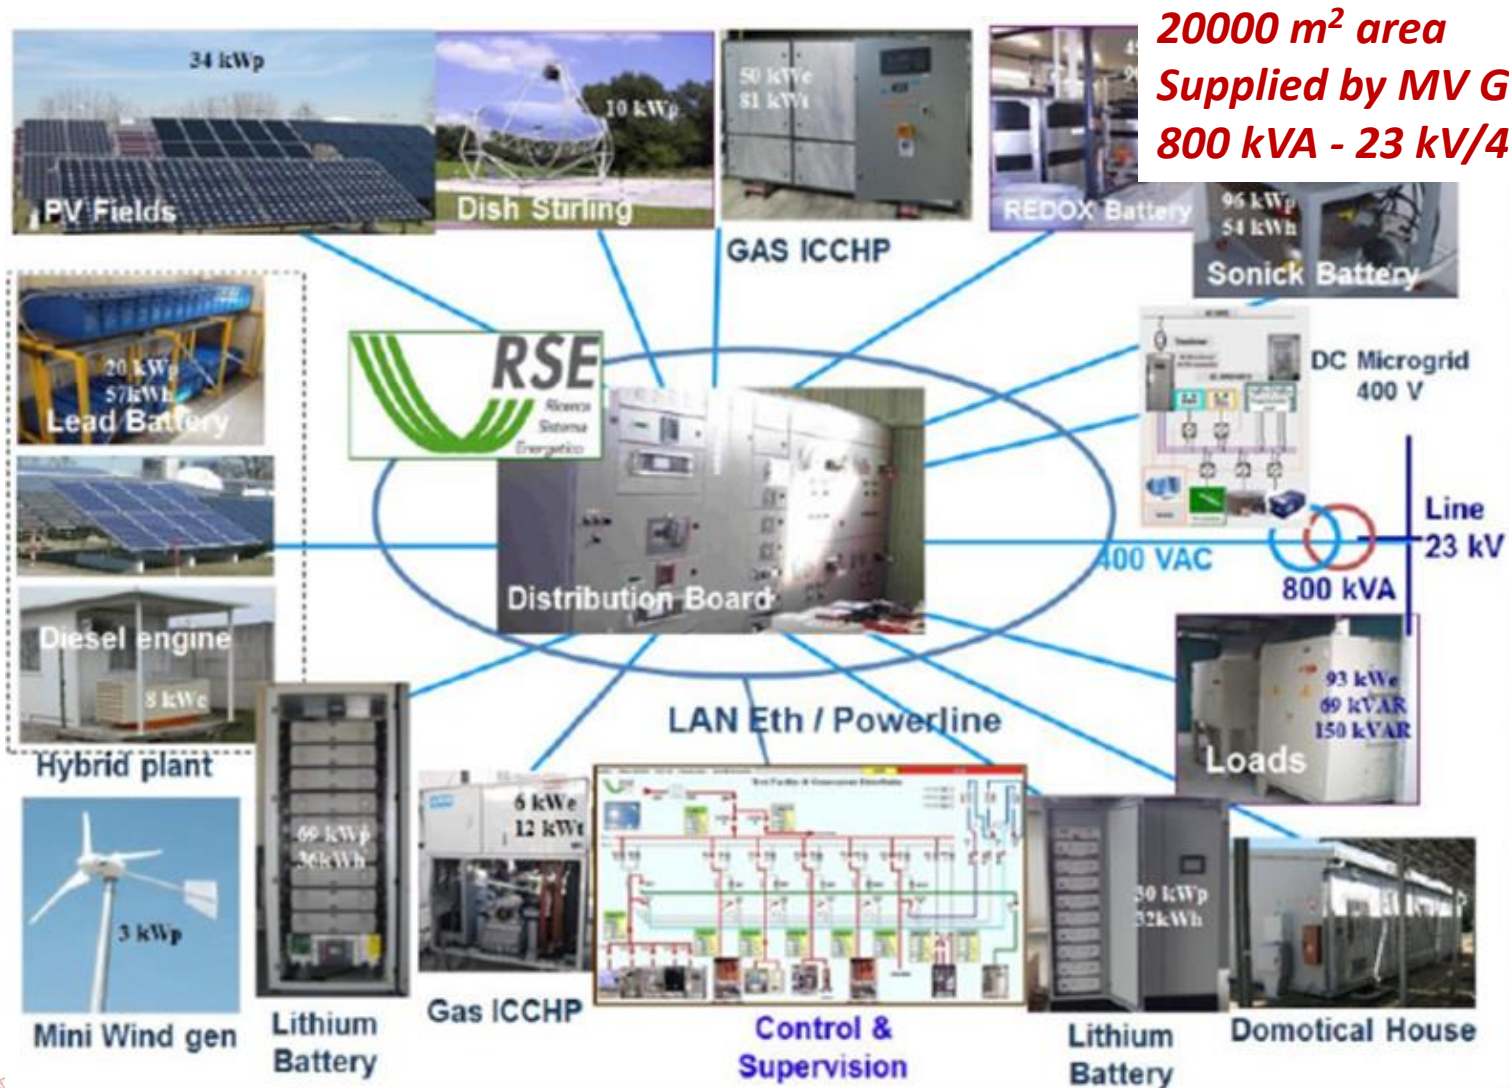 20000 m² area
Supplied by MV G
800 kVA - 23 kV/4
34 kWp
PV Fields
10 kWp
Dish Stirling
50 kWe
81 kWt
GAS ICCHP
REDOX Battery
96 kWp
54 kWh
Sonick Battery
20 kWp
57kWh
Lead Battery
RSE
Ricerca
Sistema
Energetico
DC Microgrid
400 V
Line
23 kV
400 VAC
800 kVA
Distribution Board
Diesel engine
8 kWe
Hybrid plant
LAN Eth / Powerline
93 kWe
69 kVAR
150 kVAR
Loads
3 kWp
Mini Wind gen
69 kWp
36kWh
Lithium
Battery
6 kWe
12 kWt
Gas ICCHP
Control &
Supervision
30 kWp
32kWh
Lithium
Battery
Domotical House